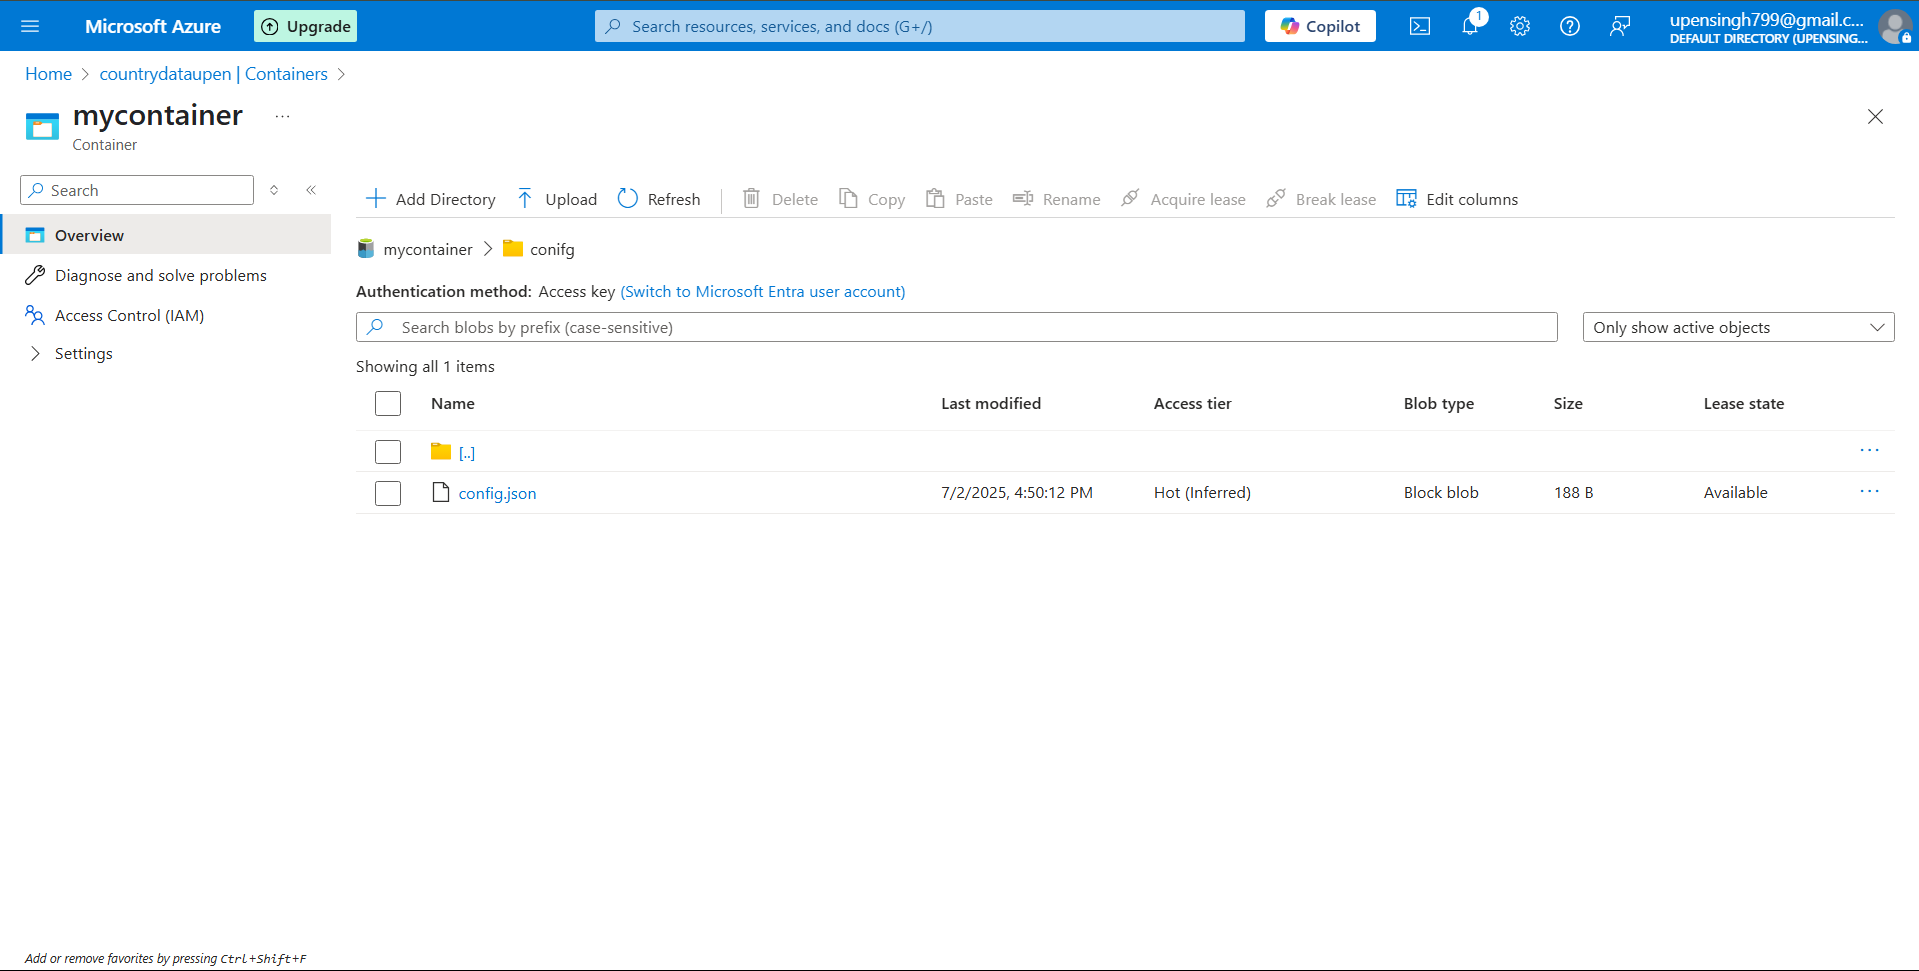 Microsoft Azure Upgrade Search resources, services, and docs (G+/) Copilot 1 upensingh799@gmail.c...
DEFAULT DIRECTORY (UPENSING...
Home > countrydataupen | Containers >
mycontainer ...
Container
Search
Add Directory Upload Refresh Delete Copy Paste Rename Acquire lease Break lease Edit columns
Overview
Diagnose and solve problems
Access Control (IAM)
Settings
mycontainer > conifg
Authentication method: Access key (Switch to Microsoft Entra user account)
Search blobs by prefix (case-sensitive) Only show active objects
Showing all 1 items
Name Last modified Access tier Blob type Size Lease state
[..] ...
config.json 7/2/2025, 4:50:12 PM Hot (Inferred) Block blob 188 B Available ...
Add or remove favorites by pressing Ctrl+Shift+F